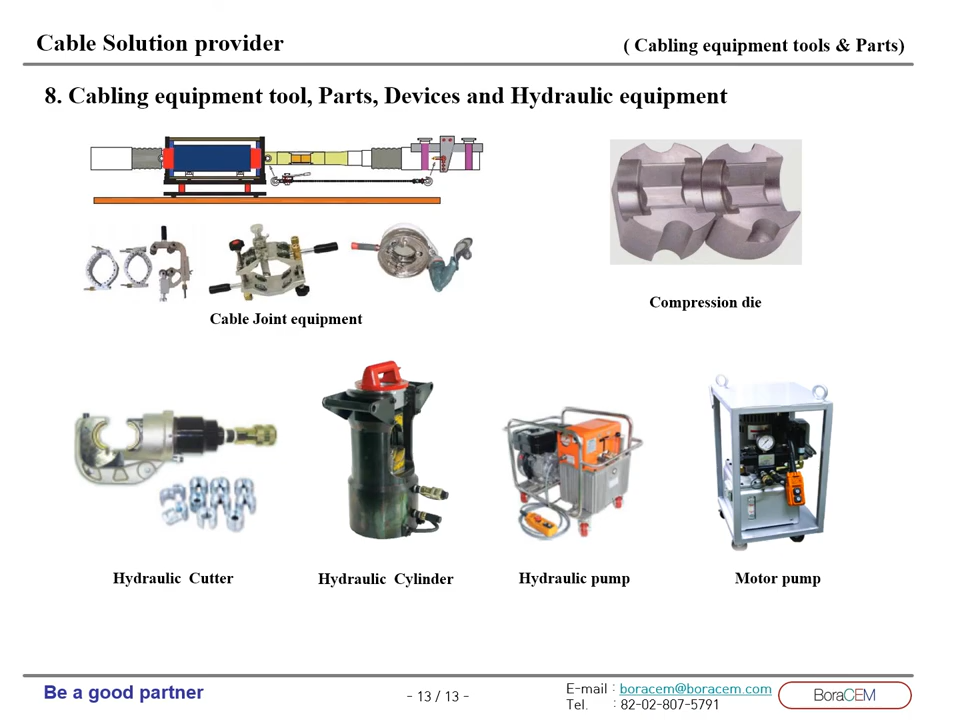 Cable Solution provider
( Cabling equipment tools & Parts)
8. Cabling equipment tool, Parts, Devices and Hydraulic equipment
Cable Joint equipment
Compression die
Hydraulic Cutter
Hydraulic Cylinder
Hydraulic pump
Motor pump
Be a good partner
- 13 / 13 -
E-mail : boracem@boracem.com
Tel. : 82-02-807-5791
BoraCEM